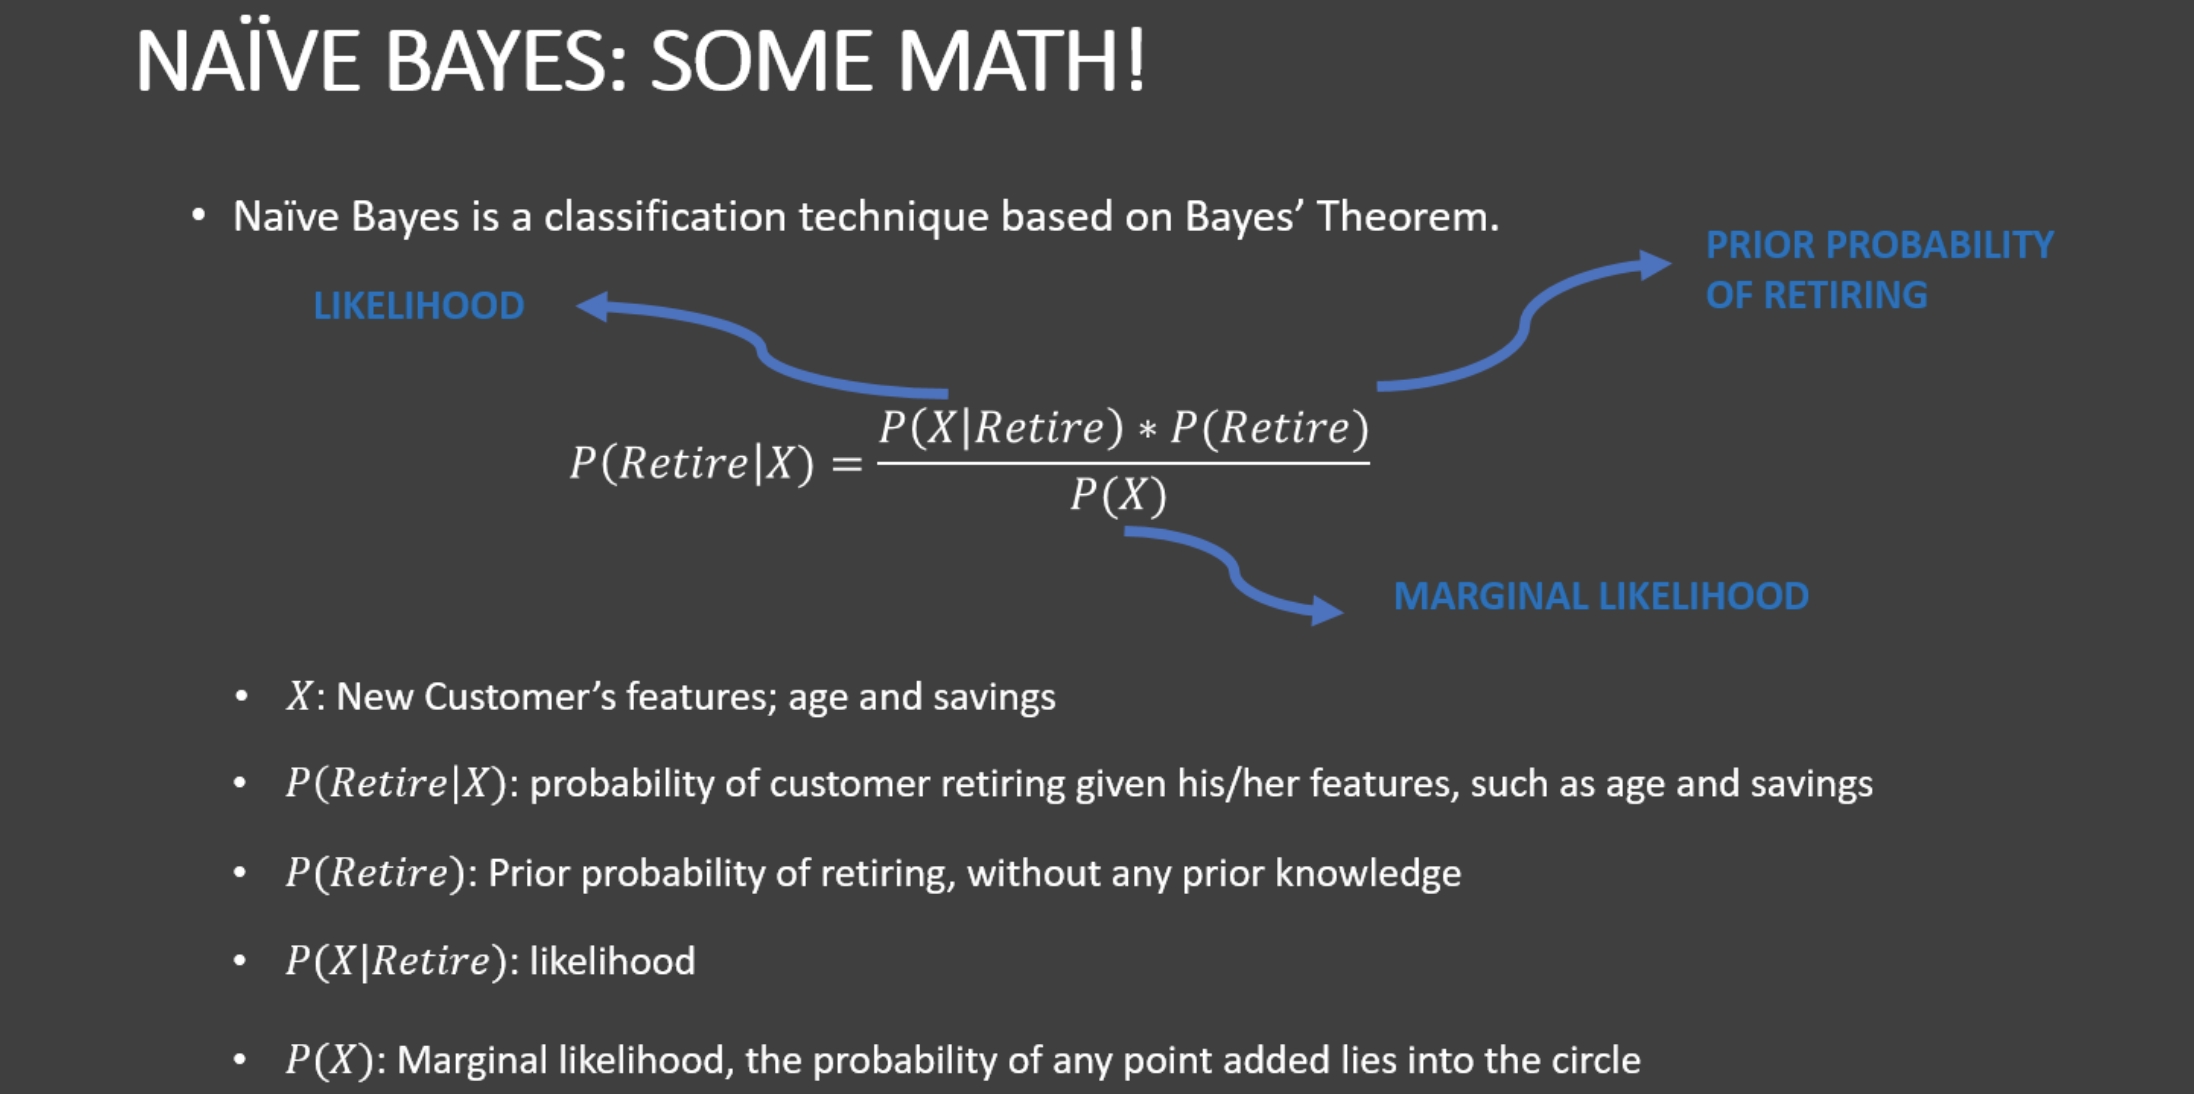 NAÏVE BAYES: SOME MATH!
• Naïve Bayes is a classification technique based on Bayes’ Theorem.
PRIOR PROBABILITY
OF RETIRING
LIKELIHOOD
P(X|Retire) ∗ P(Retire)
P(Retire|X) =
P(X)
MARGINAL LIKELIHOOD
• X: New Customer’s features; age and savings
• P(Retire|X): probability of customer retiring given his/her features, such as age and savings
• P(Retire): Prior probability of retiring, without any prior knowledge
• P(X|Retire): likelihood
• P(X): Marginal likelihood, the probability of any point added lies into the circle